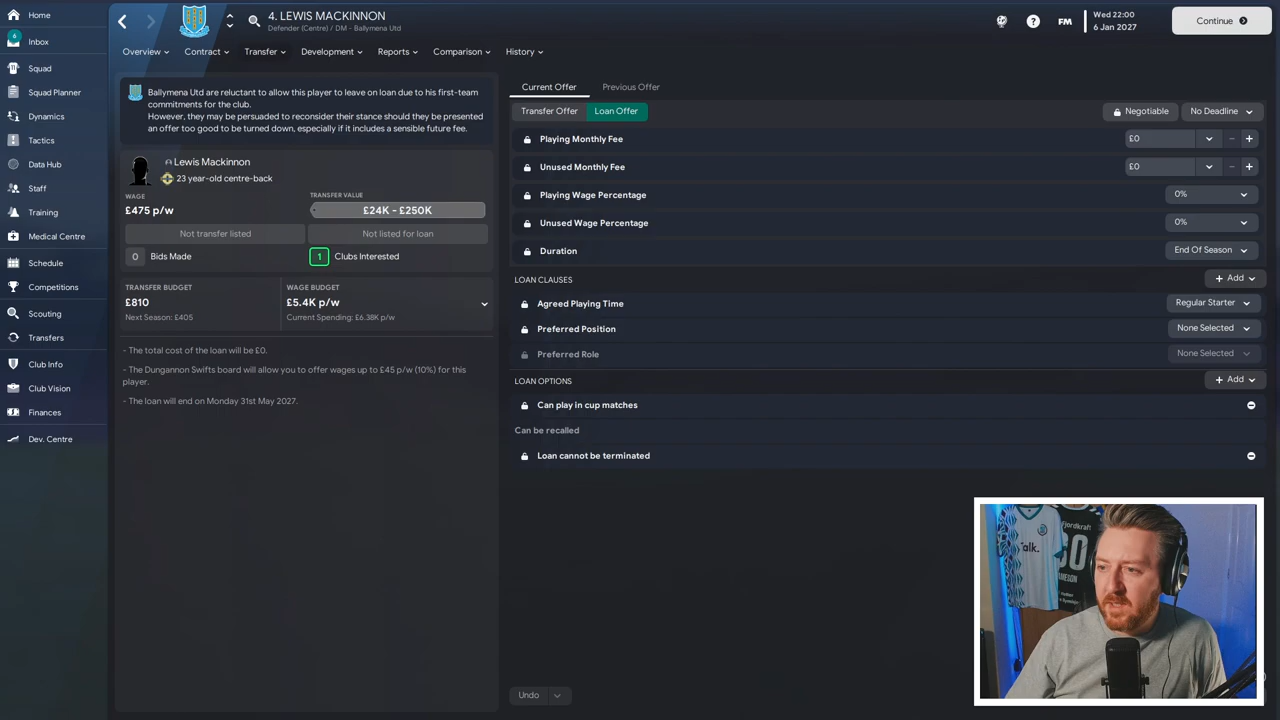 4. LEWIS MACKINNON
Defender (Centre) / DM - Ballymena Utd
FM
Wed 22:00
6 Jan 2027
Continue
Home
6
Inbox
Squad
Squad Planner
Dynamics
Tactics
Data Hub
Staff
Training
Medical Centre
Schedule
Competitions
Scouting
Transfers
Club Info
Club Vision
Finances
Dev. Centre
Overview
Contract
Transfer
Development
Reports
Comparison
History
Ballymena Utd are reluctant to allow this player to leave on loan due to his first-team
commitments for the club.
However, they may be persuaded to reconsider their stance should they be presented
an offer too good to be turned down, especially if it includes a sensible future fee.
Lewis Mackinnon
23 year-old centre-back
WAGE
£475 p/w
TRANSFER VALUE
£24K - £250K
Not transfer listed
Not listed for loan
0 Bids Made
1 Clubs Interested
TRANSFER BUDGET
£810
Next Season: £405
WAGE BUDGET
£5.4K p/w
Current Spending: £6.38K p/w
- The total cost of the loan will be £0.
- The Dungannon Swifts board will allow you to offer wages up to £45 p/w (10%) for this
player.
- The loan will end on Monday 31st May 2027.
Current Offer
Previous Offer
Transfer Offer
Loan Offer
Negotiable
No Deadline
Playing Monthly Fee £0
Unused Monthly Fee £0
Playing Wage Percentage 0%
Unused Wage Percentage 0%
Duration End Of Season
LOAN CLAUSES + Add
Agreed Playing Time Regular Starter
Preferred Position None Selected
Preferred Role None Selected
LOAN OPTIONS + Add
Can play in cup matches
Can be recalled
Loan cannot be terminated
Undo
Talk.
Fjordkraft
JAMESON